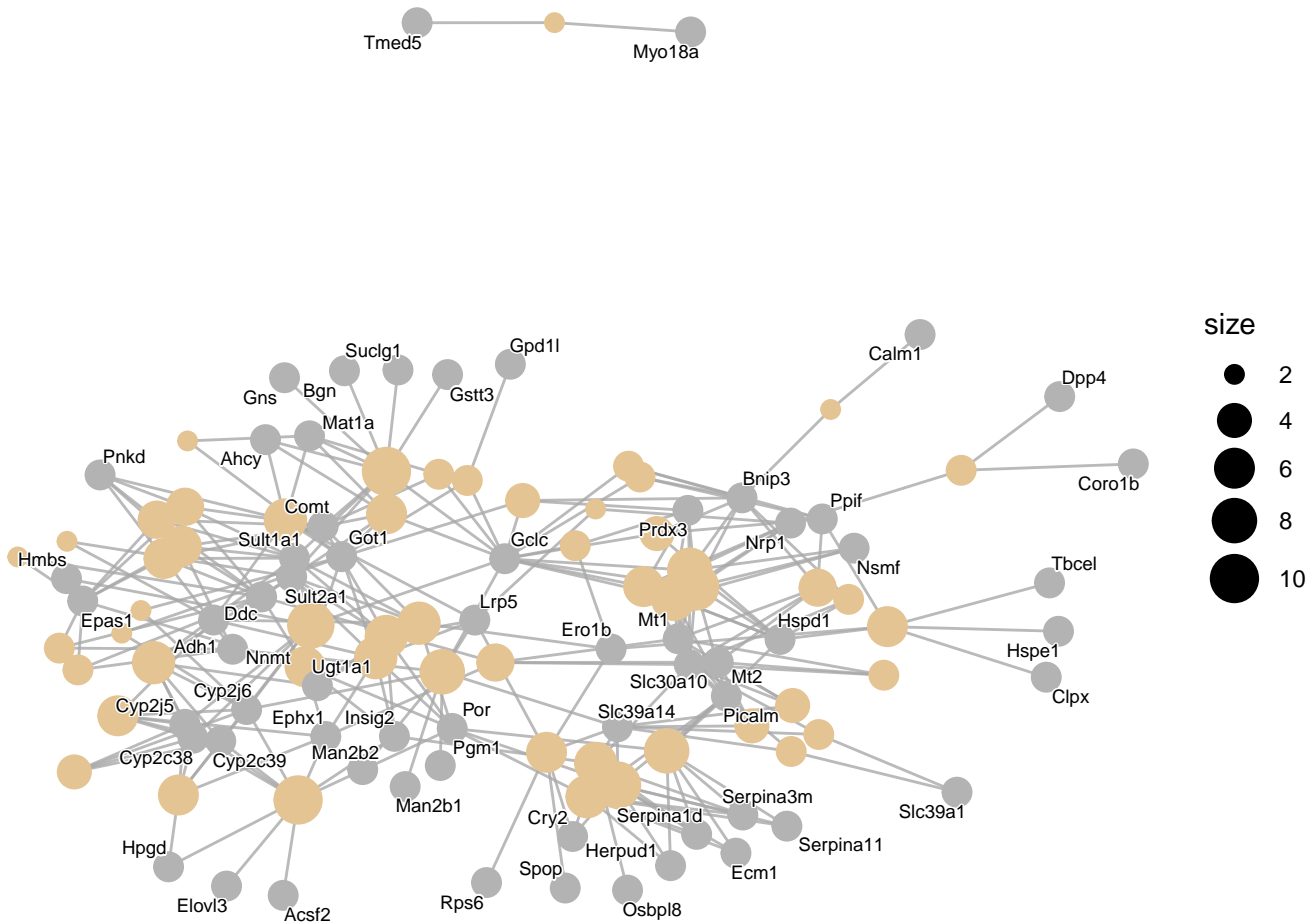 Tmed5
Myo18a
size
2
4
6
8
10
Calm1
Gpd1l
Suclg1
Dpp4
Bgn
Gstt3
Gns
Mat1a
Pnkd
Ahcy
Bnip3
Coro1b
Comt
Ppif
Prdx3
Sult1a1
Got1
Gclc
Nrp1
Hmbs
Nsmf
Tbcel
Sult2a1
Lrp5
Epas1
Ddc
Mt1
Hspd1
Ero1b
Adh1
Hspe1
Nnmt
Ugt1a1
Mt2
Slc30a10
Cyp2j6
Clpx
Cyp2j5
Por
Slc39a14
Picalm
Ephx1
Insig2
Pgm1
Man2b2
Cyp2c38
Cyp2c39
Serpina3m
Man2b1
Slc39a1
Cry2
Serpina1d
Serpina11
Hpgd
Herpud1
Spop
Ecm1
Rps6
Osbpl8
Elovl3
Acsf2